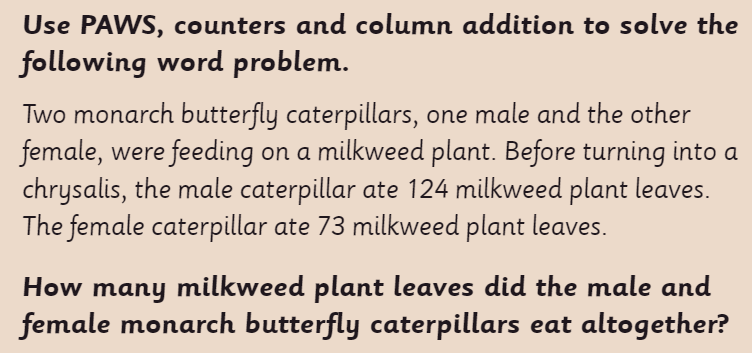 Use PAWS, counters and column addition to solve the
following word problem.
Two monarch butterfly caterpillars, one male and the other
female, were feeding on a milkweed plant. Before turning into a
chrysalis, the male caterpillar ate 124 milkweed plant leaves.
The female caterpillar ate 73 milkweed plant leaves.
How many milkweed plant leaves did the male and
female monarch butterfly caterpillars eat altogether?